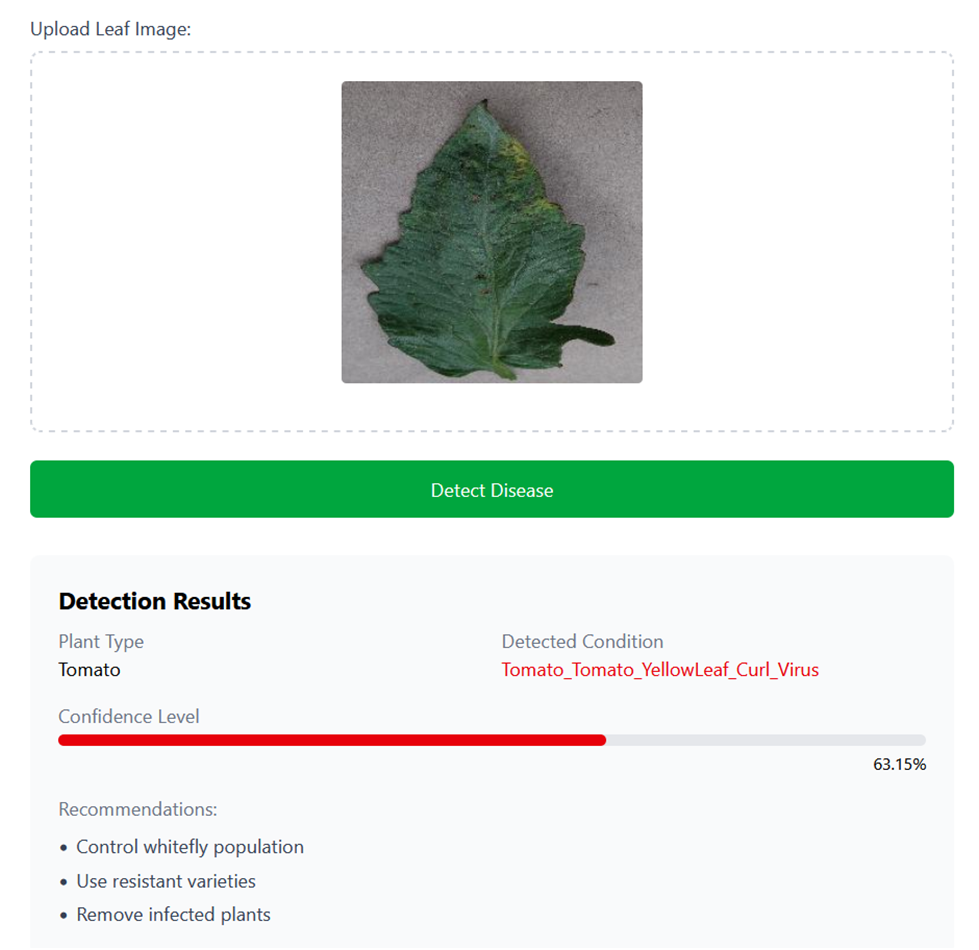 Upload Leaf Image:
Detect Disease
Detection Results
Plant Type
Detected Condition
Tomato
Tomato_Tomato_YellowLeaf_Curl_Virus
Confidence Level
63.15%
Recommendations:
• Control whitefly population
• Use resistant varieties
• Remove infected plants